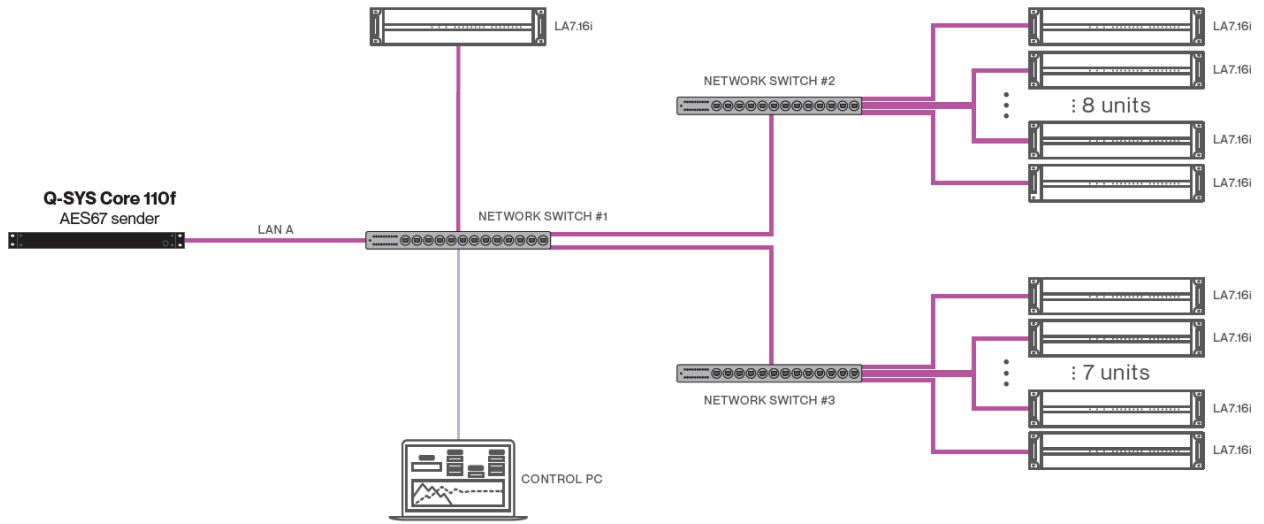 LA7.16i
LA7.16i
NETWORK SWITCH #2
LA7.16i
⋮ 8 units
LA7.16i
LA7.16i
Q-SYS Core 110f
AES67 sender
LAN A
NETWORK SWITCH #1
LA7.16i
LA7.16i
⋮ 7 units
NETWORK SWITCH #3
LA7.16i
LA7.16i
CONTROL PC